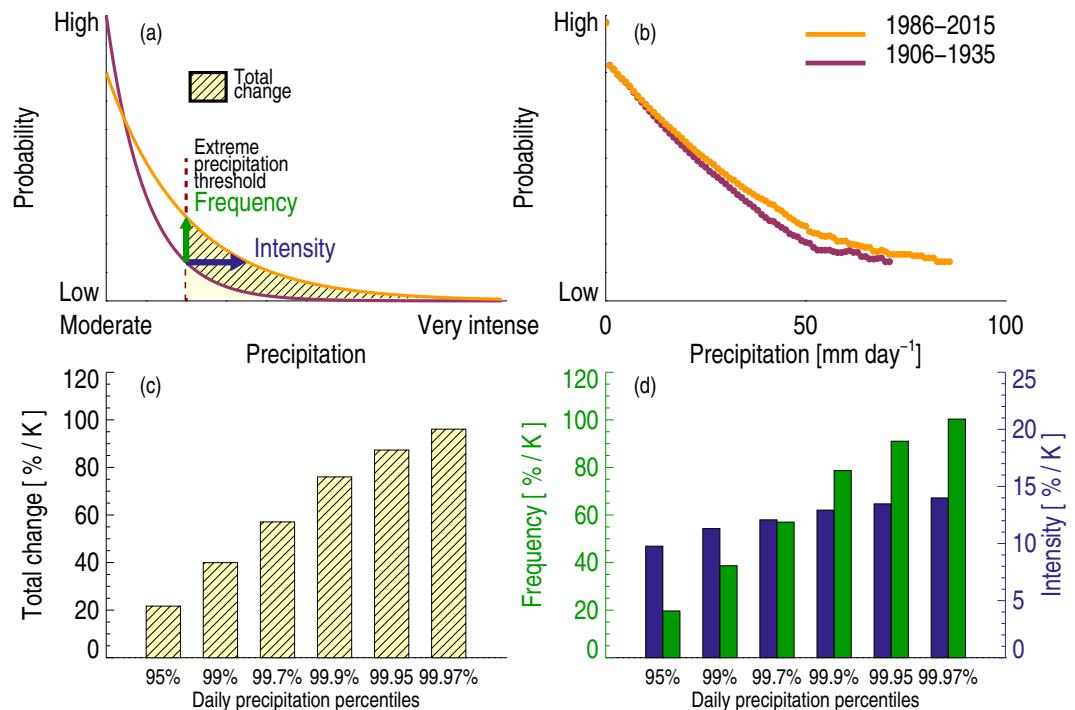 High
(a)
Total
change
Extreme
precipitation
threshold
Frequency
Intensity
Low
Moderate
Very intense
Precipitation
Probability
High
(b)
1986−2015
1906−1935
Low
0
50
100
Precipitation [mm day−1]
Probability
120
100
80
60
40
20
0
(c)
Total change [ % / K ]
95%
99%
99.7%
99.9%
99.95
99.97%
Daily precipitation percentiles
120
100
80
60
40
20
0
(d)
Frequency [ % / K ]
25
20
15
10
5
0
Intensity [ % / K ]
95%
99%
99.7%
99.9%
99.95
99.97%
Daily precipitation percentiles